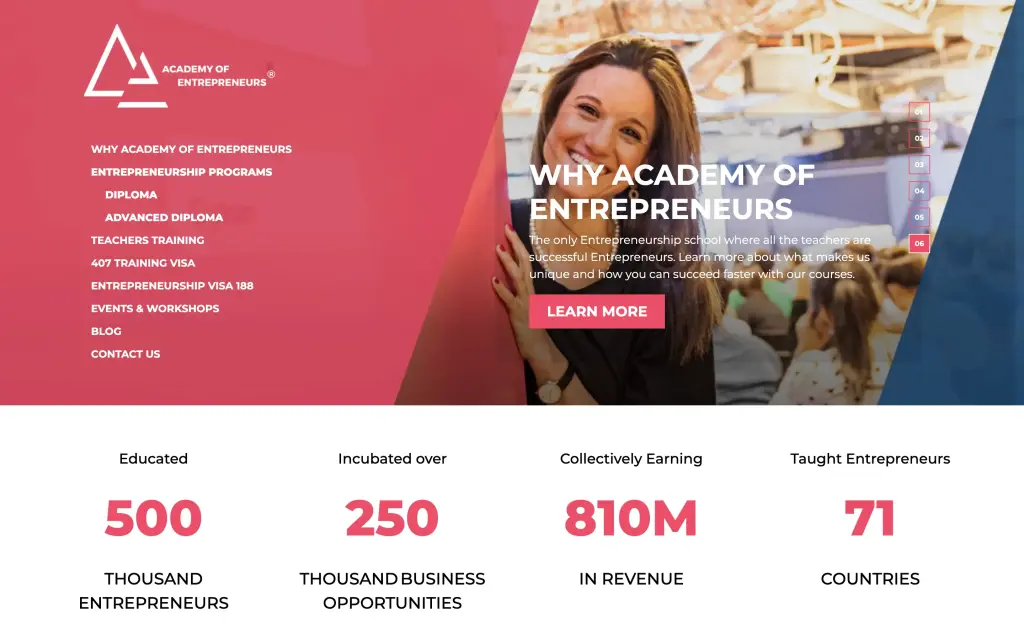 ACADEMY OF
ENTREPRENEURS®
WHY ACADEMY OF ENTREPRENEURS
ENTREPRENEURSHIP PROGRAMS
DIPLOMA
ADVANCED DIPLOMA
TEACHERS TRAINING
407 TRAINING VISA
ENTREPRENEURSHIP VISA 188
EVENTS & WORKSHOPS
BLOG
CONTACT US
WHY ACADEMY OF
ENTREPRENEURS
The only Entrepreneurship school where all the teachers are
successful Entrepreneurs. Learn more about what makes us
unique and how you can succeed faster with our courses.
LEARN MORE
01
02
03
04
05
06
Educated
500
THOUSAND
ENTREPRENEURS
Incubated over
250
THOUSAND BUSINESS
OPPORTUNITIES
Collectively Earning
810M
IN REVENUE
Taught Entrepreneurs
71
COUNTRIES